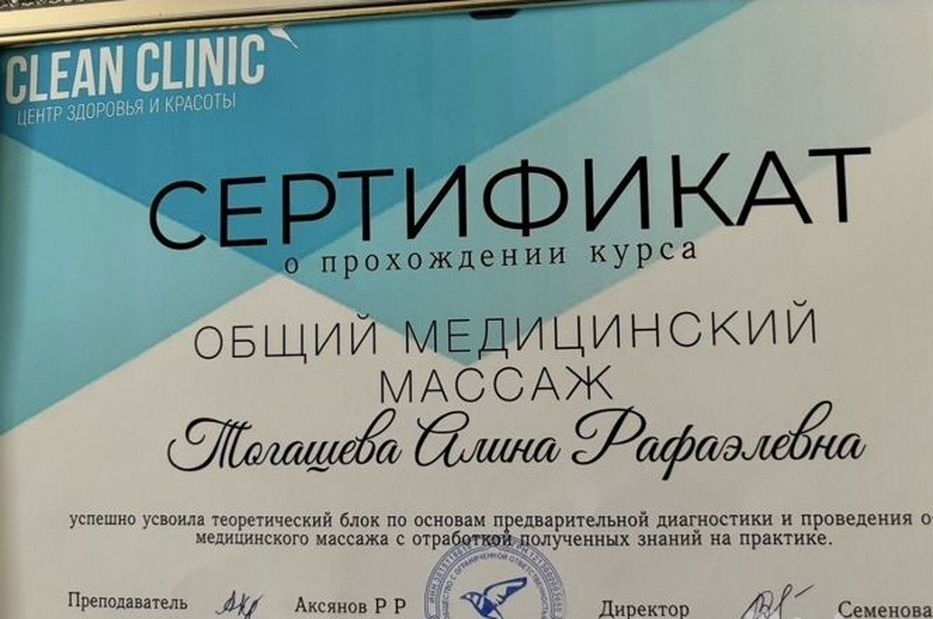 CLEAN CLINIC
ЦЕНТР ЗДОРОВЬЯ И КРАСОТЫ
СЕРТИФИКАТ
о прохождении курса
ОБЩИЙ МЕДИЦИНСКИЙ
МАССАЖ
Тогашева Алина Рафаэлевна
успешно усвоила теоретический блок по основам предварительной диагностики и проведения о
медицинского массажа с отработкой полученных знаний на практике.
Преподаватель Аксянов Р Р Директор Семенова